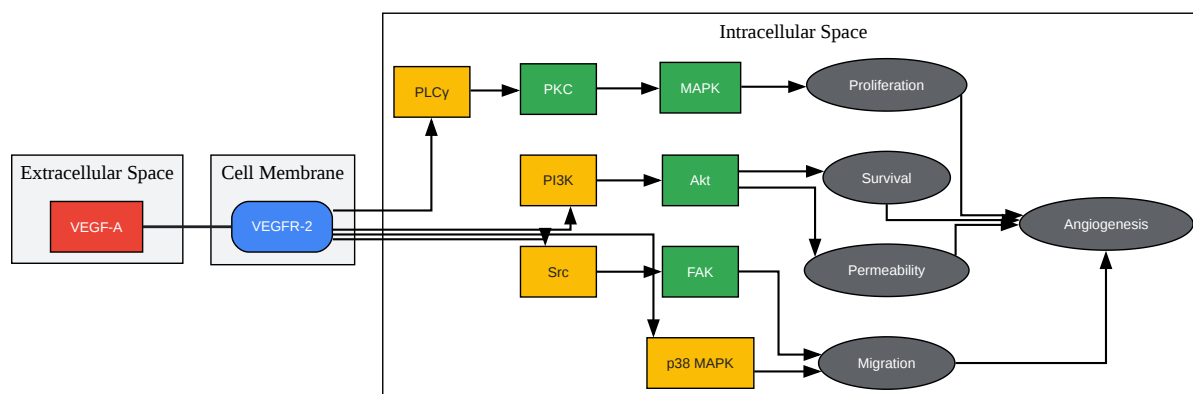 Intracellular Space
PLCγ
PKC
MAPK
Proliferation
Extracellular Space
Cell Membrane
PI3K
Akt
Survival
VEGF-A
VEGFR-2
Angiogenesis
Src
FAK
Permeability
p38 MAPK
Migration